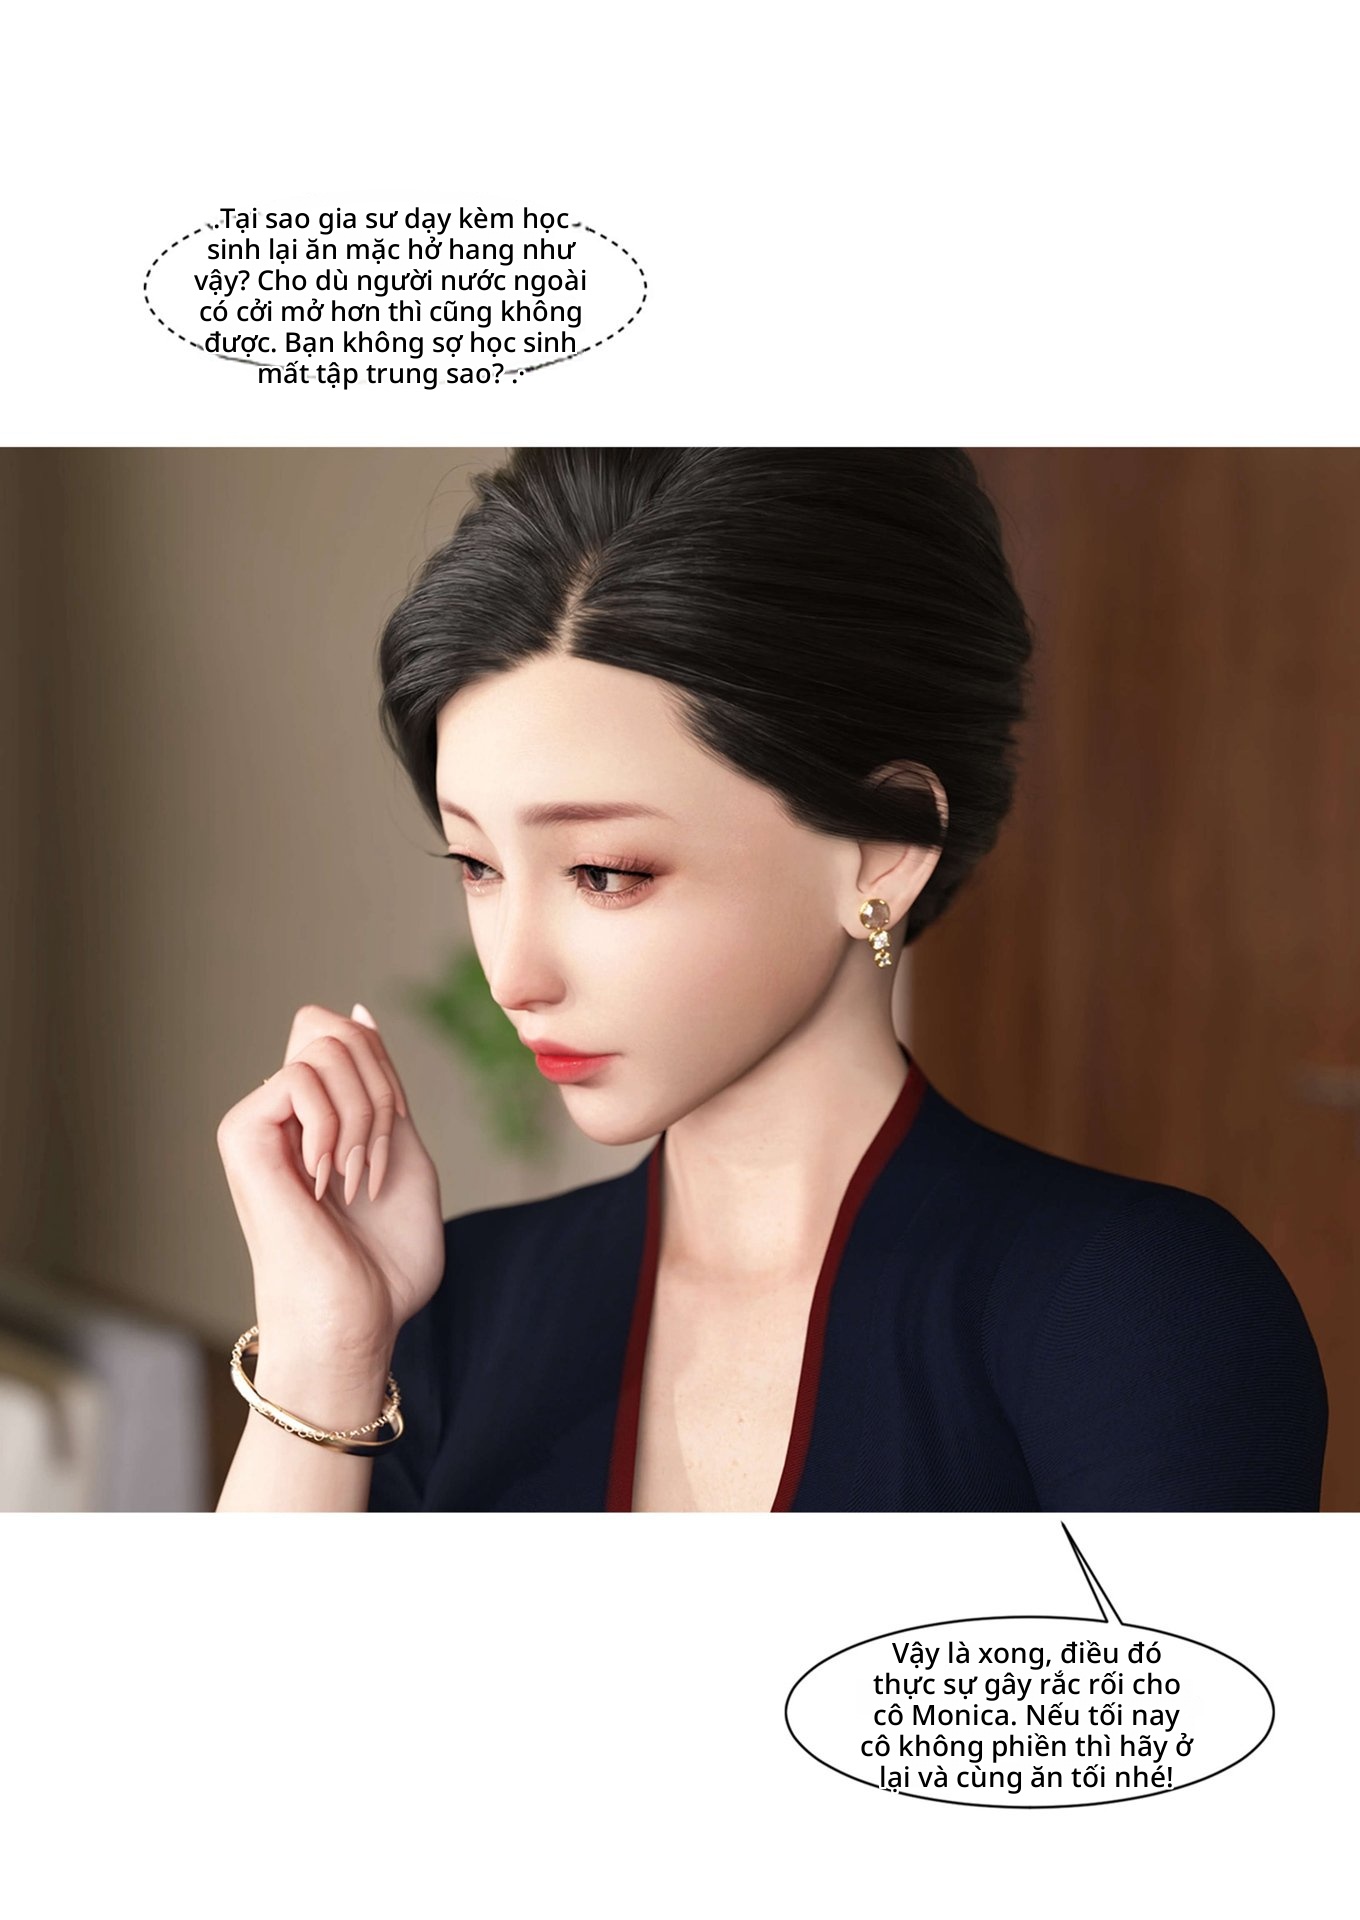 .Tại sao gia sư dạy kèm học
sinh lại ăn mặc hở hang như
vậy? Cho dù người nước ngoài
có cởi mở hơn thì cũng không
được. Bạn không sợ học sinh
mất tập trung sao? .
Vậy là xong, điều đó
thực sự gây rắc rối cho
cô Monica. Nếu tối nay
cô không phiền thì hãy ở
lại và cùng ăn tối nhé!